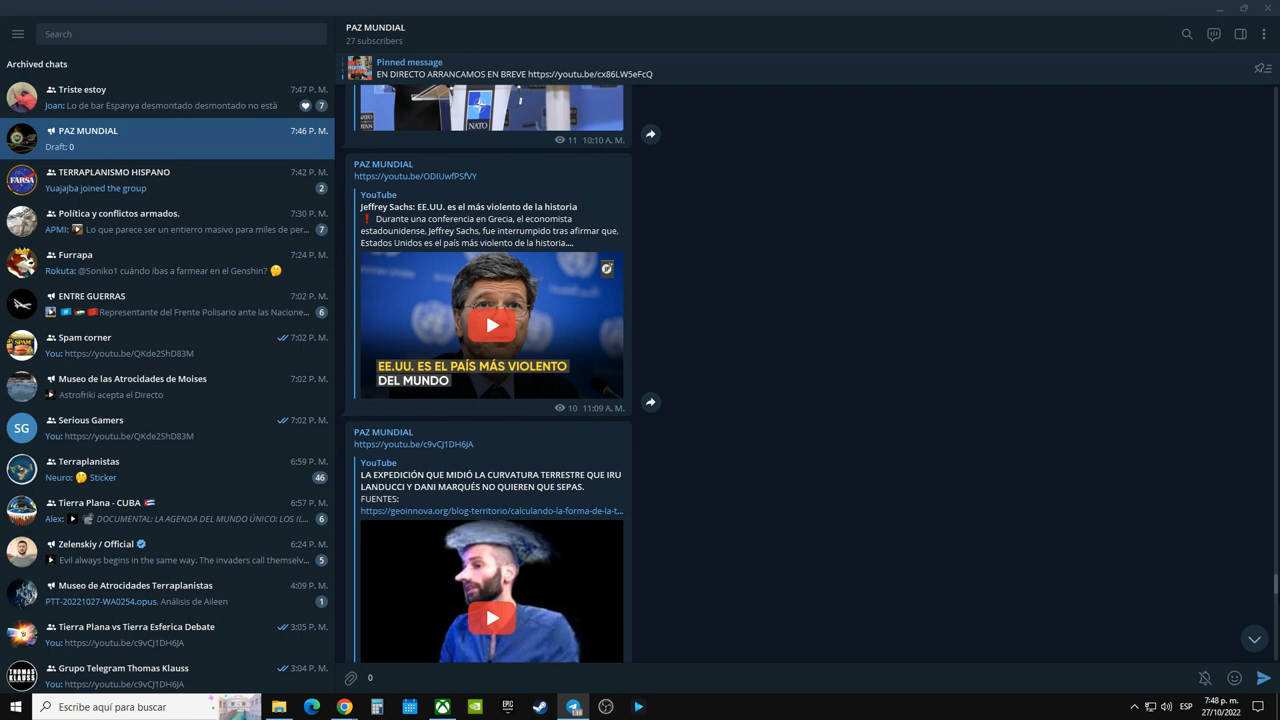 Search
Archived chats
Triste estoy
7:47 P. M.
Joan: Lo de bar Espanya desmontado desmontado no està
7
PAZ MUNDIAL
7:46 P. M.
Draft: 0
FARSA
TERRAPLANISMO HISPANO
7:42 P. M.
Yuajajba joined the group
2
Política y conflictos armados.
7:30 P. M.
APMI: Lo que parece ser un entierro masivo para miles de per...
7
Furrapa
7:24 P. M.
Rokuta: @Soniko1 cuándo ibas a farmear en el Genshin? 🤔
ENTRE GUERRAS
7:02 P. M.
Representante del Frente Polisario ante las Nacione...
6
SPAM
Spam corner
7:02 P. M.
You: https://youtu.be/QKde2ShD83M
Museo de las Atrocidades de Moises
7:02 P. M.
Astrofriki acepta el Directo
SG
Serious Gamers
7:02 P. M.
You: https://youtu.be/QKde2ShD83M
Terraplanistas
6:59 P. M.
Neuro: 🤔 Sticker
46
Tierra Plana - CUBA 🇨🇺
6:57 P. M.
Alex: DOCUMENTAL: LA AGENDA DEL MUNDO ÚNICO: LOS IL...
6
Zelenskiy / Official
6:24 P. M.
Evil always begins in the same way. The invaders call themselv...
5
Museo de Atrocidades Terraplanistas
4:09 P. M.
PTT-20221027-WA0254.opus. Análisis de Aileen
1
Tierra Plana vs Tierra Esferica Debate
3:05 P. M.
You: https://youtu.be/c9vCJ1DH6JA
THOMAS KLAUSS
Grupo Telegram Thomas Klauss
3:04 P. M.
You: https://youtu.be/c9vCJ1DH6JA
PAZ MUNDIAL
27 subscribers
Pinned message
EN DIRECTO ARRANCAMOS EN BREVE https://youtu.be/cx86LW5eFcQ
NATO
11 10:10 A. M.
PAZ MUNDIAL
https://youtu.be/ODIUwfPSfVY
YouTube
Jeffrey Sachs: EE.UU. es el más violento de la historia
❗ Durante una conferencia en Grecia, el economista
estadounidense, Jeffrey Sachs, fue interrumpido tras afirmar que,
Estados Unidos es el país más violento de la historia....
EE.UU. ES EL PAÍS MÁS VIOLENTO
DEL MUNDO
10 11:09 A. M.
PAZ MUNDIAL
https://youtu.be/c9vCJ1DH6JA
YouTube
LA EXPEDICIÓN QUE MIDIÓ LA CURVATURA TERRESTRE QUE IRU
LANDUCCI Y DANI MARQUÉS NO QUIEREN QUE SEPAS.
FUENTES:
https://geoinnova.org/blog-territorio/calculando-la-forma-de-la-t...
0
Escribe aquí para buscar
EPIC
ESP
7:48 p. m.
27/10/2022